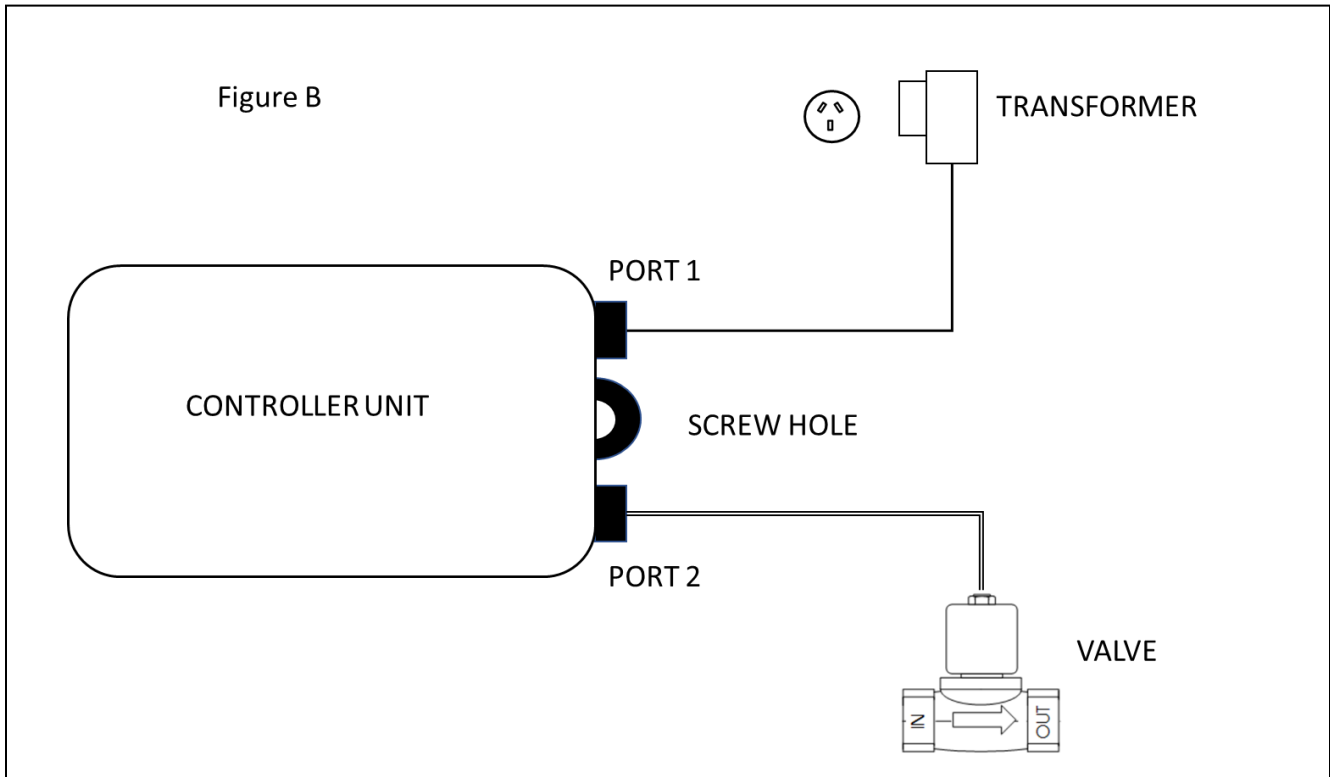 Figure B
TRANSFORMER
PORT 1
CONTROLLER UNIT
SCREW HOLE
PORT 2
VALVE
IN
OUT